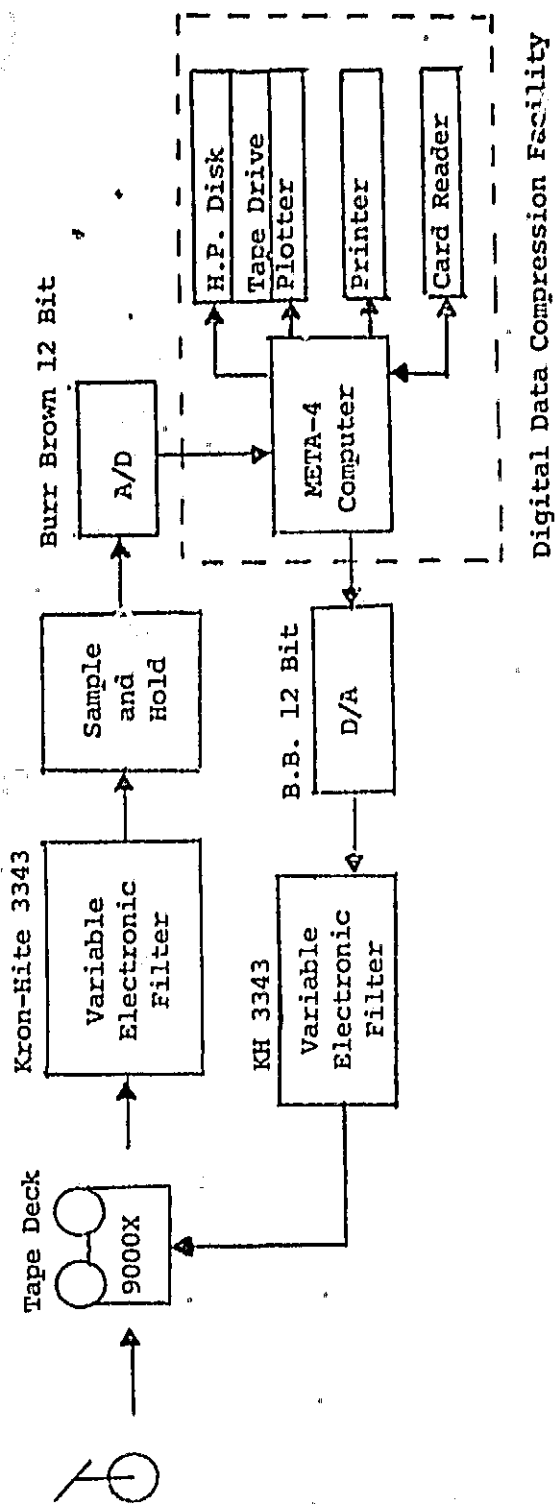 Tape Deck
9000X
Kron-Hite 3343
Variable
Electronic
Filter
Sample
and
Hold
Burr Brown 12 Bit
A/D
META-4
Computer
H.P. Disk
Tape Drive
Plotter
Printer
Card Reader
B.B. 12 Bit
D/A
KH 3343
Variable
Electronic
Filter
Digital Data Compression Facility